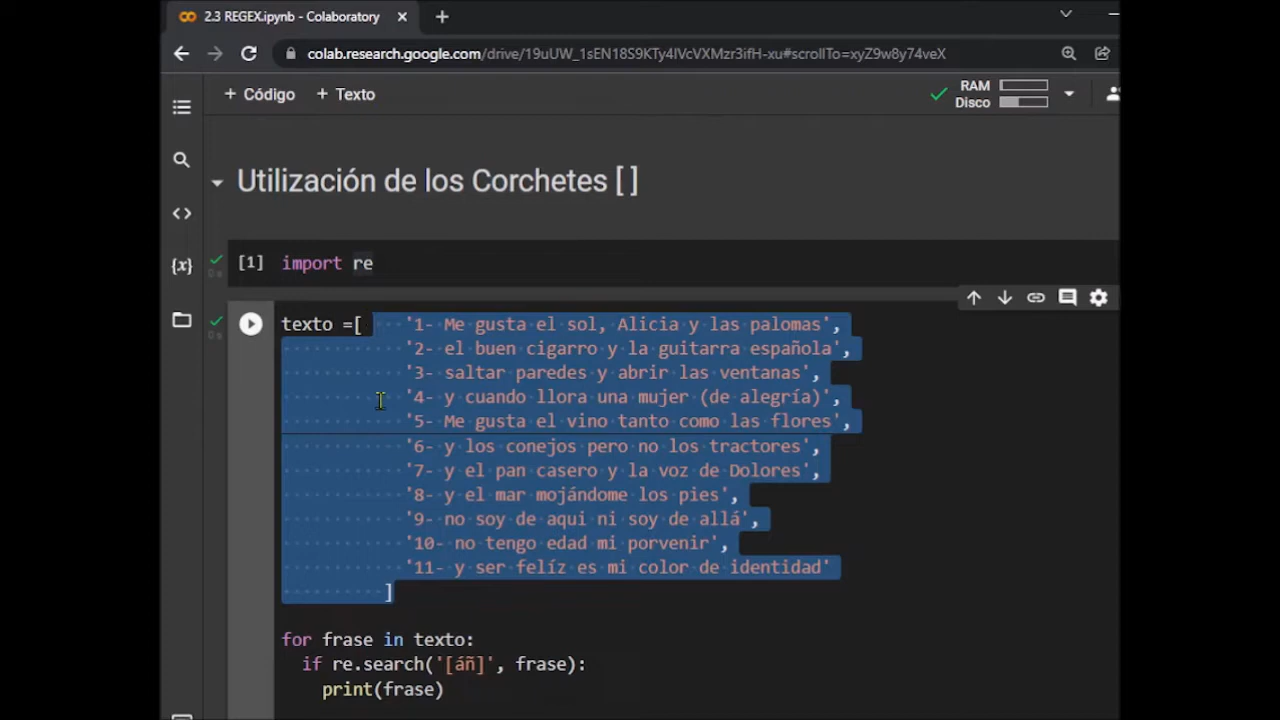 2.3 REGEX.ipynb - Colaboratory
colab.research.google.com/drive/19uUW_1sEN18S9KTy4IVcVXMzr3ifH-xu#scrollTo=xyZ9w8y74veX
+ Código + Texto
RAM
Disco
Utilización de los Corchetes [ ]
[1] import re
texto =[ '1- Me gusta el sol, Alicia y las palomas',
'2- el buen cigarro y la guitarra española',
'3- saltar paredes y abrir las ventanas',
'4- y cuando llora una mujer (de alegría)',
'5- Me gusta el vino tanto como las flores',
'6- y los conejos pero no los tractores',
'7- y el pan casero y la voz de Dolores',
'8- y el mar mojándome los pies',
'9- no soy de aqui ni soy de allá',
'10- no tengo edad mi porvenir',
'11- y ser felíz es mi color de identidad'
]
for frase in texto:
if re.search('[áñ]', frase):
print(frase)